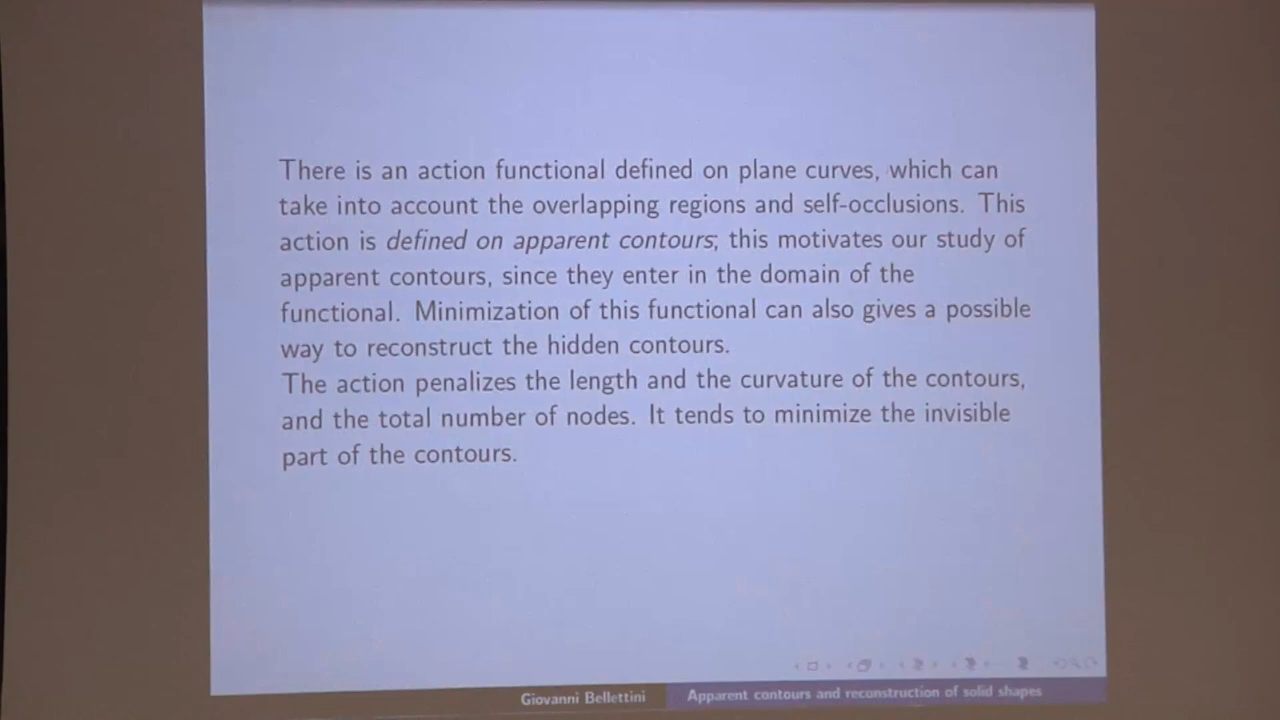 There is an action functional defined on plane curves, which can
take into account the overlapping regions and self-occlusions. This
action is defined on apparent contours; this motivates our study of
apparent contours, since they enter in the domain of the
functional. Minimization of this functional can also gives a possible
way to reconstruct the hidden contours.
The action penalizes the length and the curvature of the contours,
and the total number of nodes. It tends to minimize the invisible
part of the contours.
Giovanni Bellettini Apparent contours and reconstruction of solid shapes